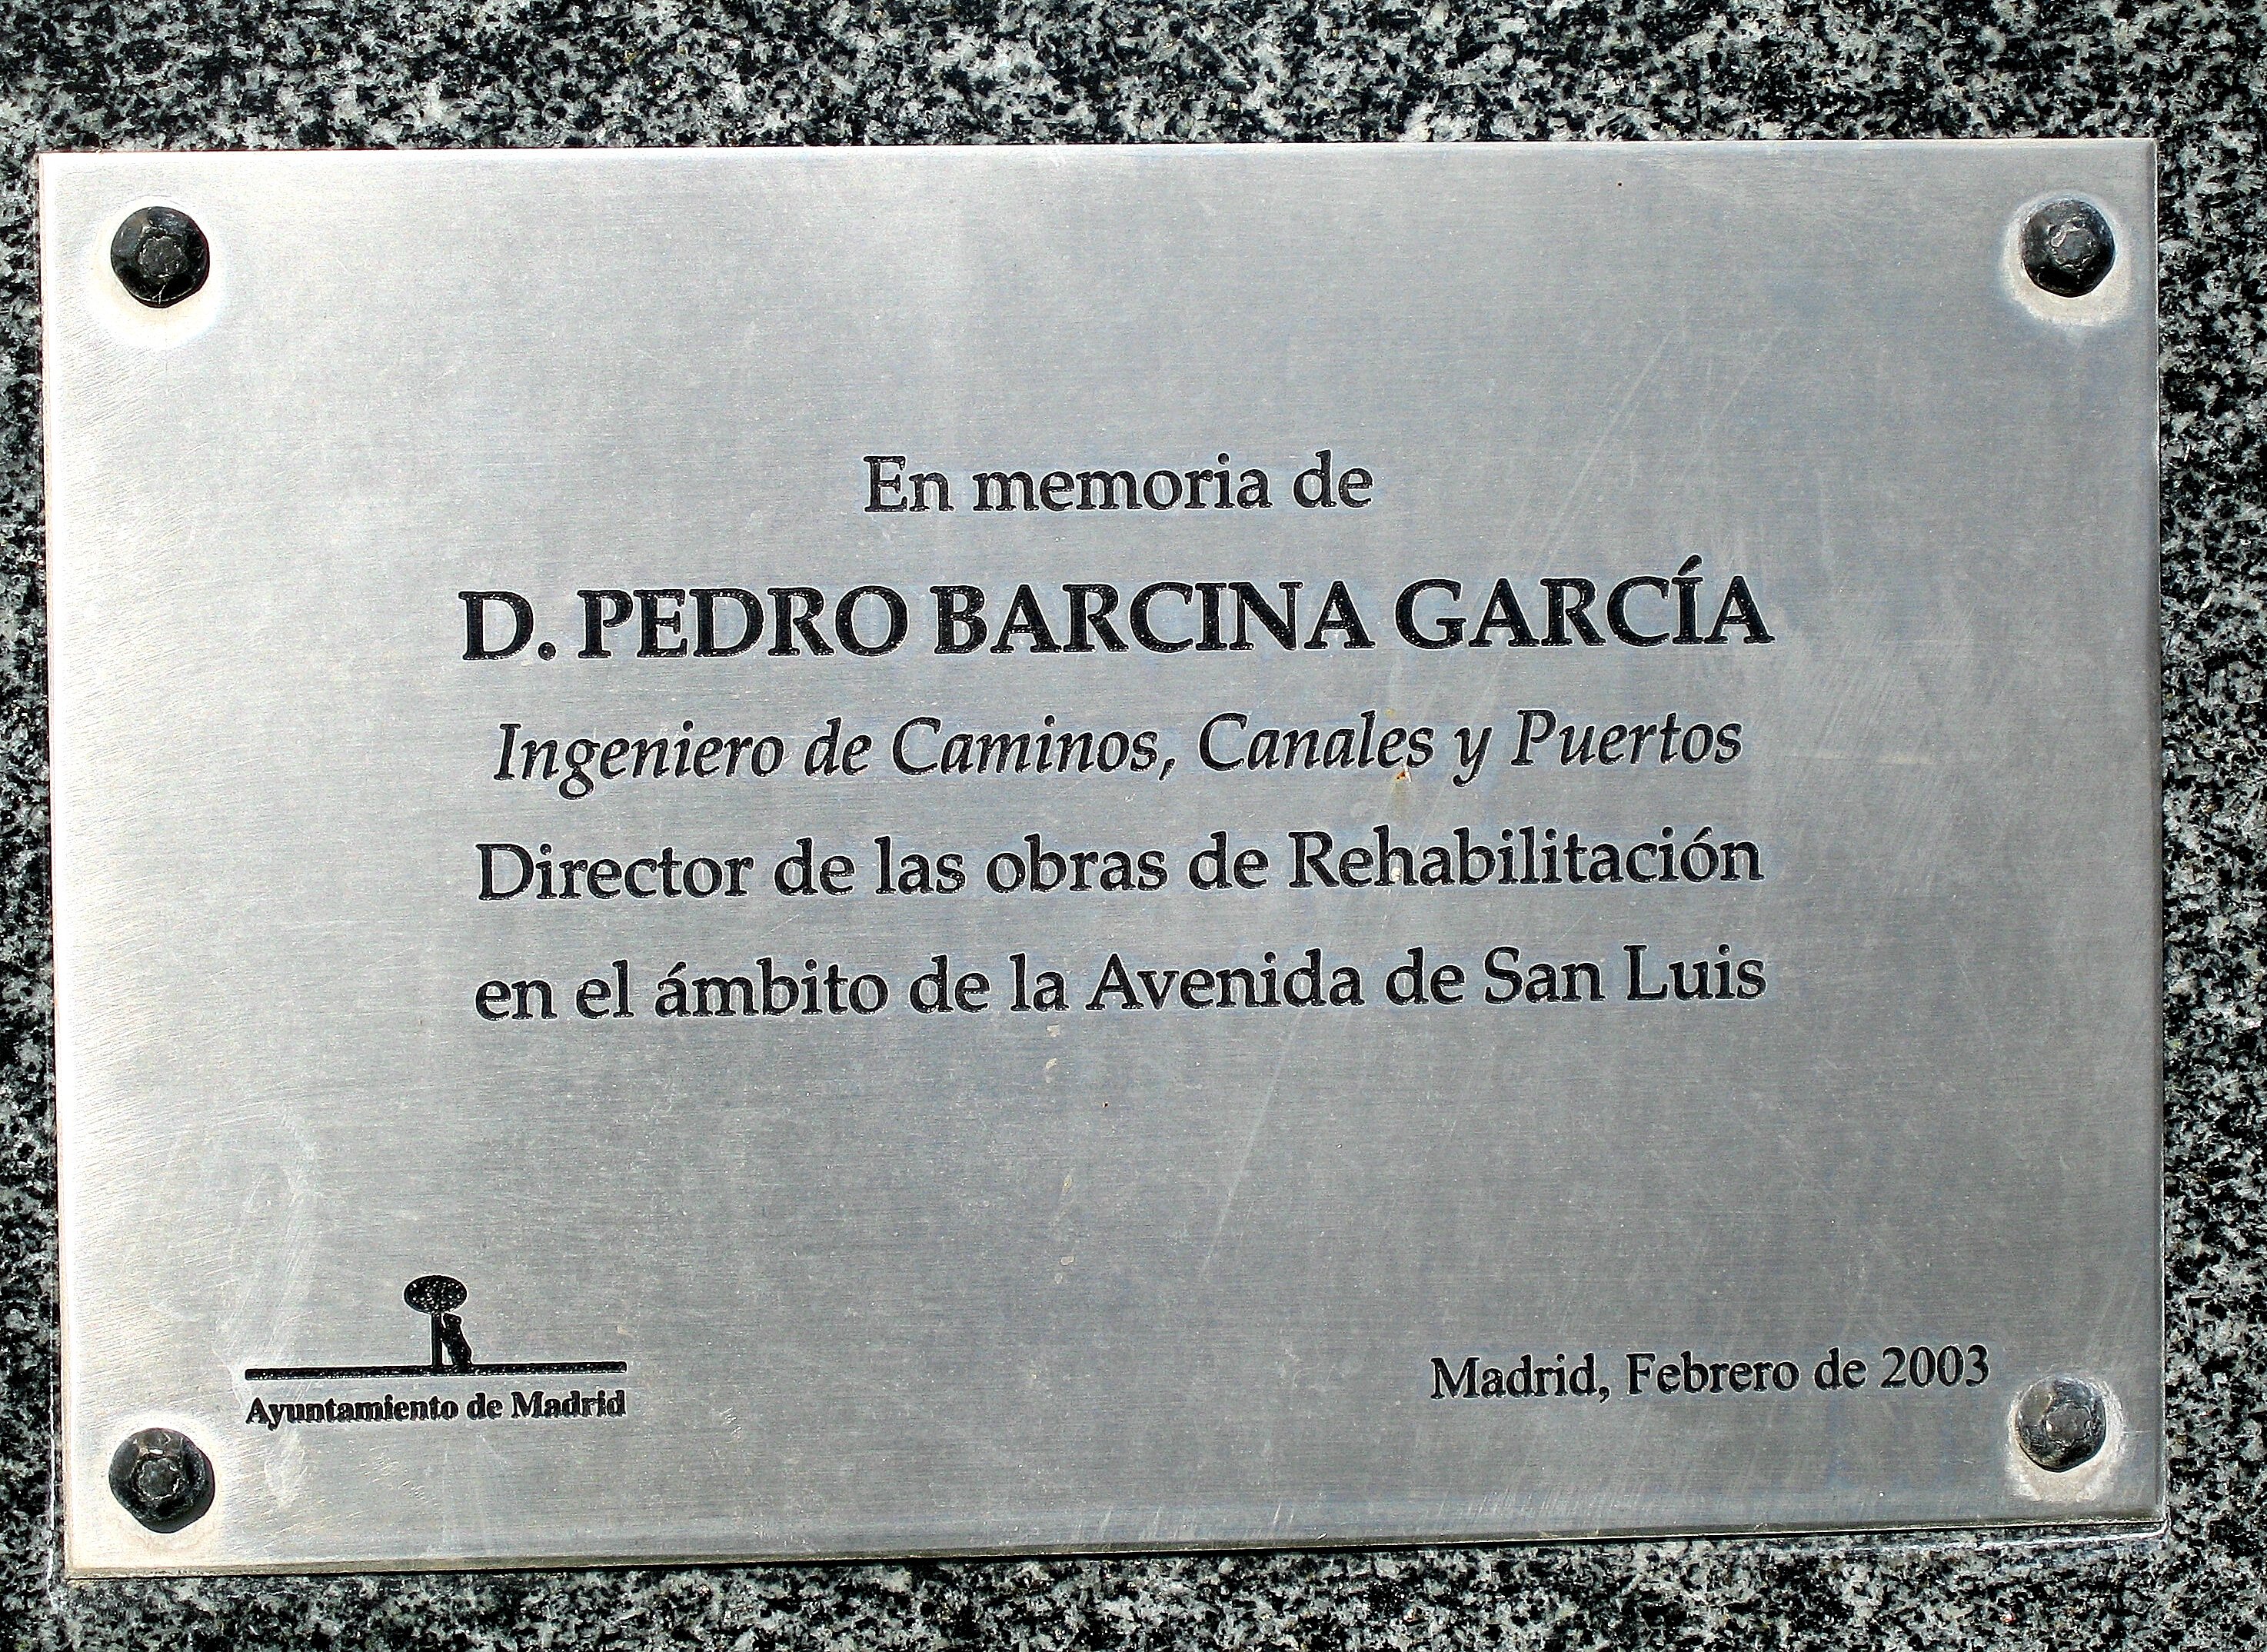 En memoria de
D. PEDRO BARCINA GARCÍA
Ingeniero de Caminos, Canales y Puertos
Director de las obras de Rehabilitación
en el ámbito de la Avenida de San Luis
Ayuntamiento de Madrid
Madrid, Febrero de 2003